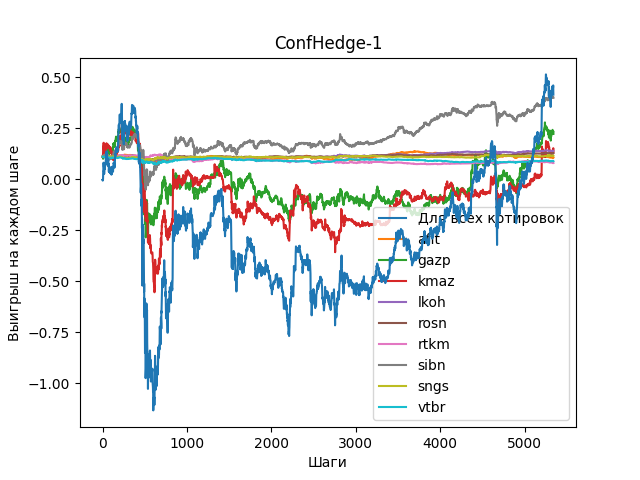 ConfHedge-1
Выигрыш на каждом шаге
0.50
0.25
0.00
−0.25
−0.50
−0.75
−1.00
Для всех котировок
gazp
kmaz
lkoh
rosn
rtkm
sibn
sngs
vtbr
0
1000
2000
3000
4000
5000
Шаги